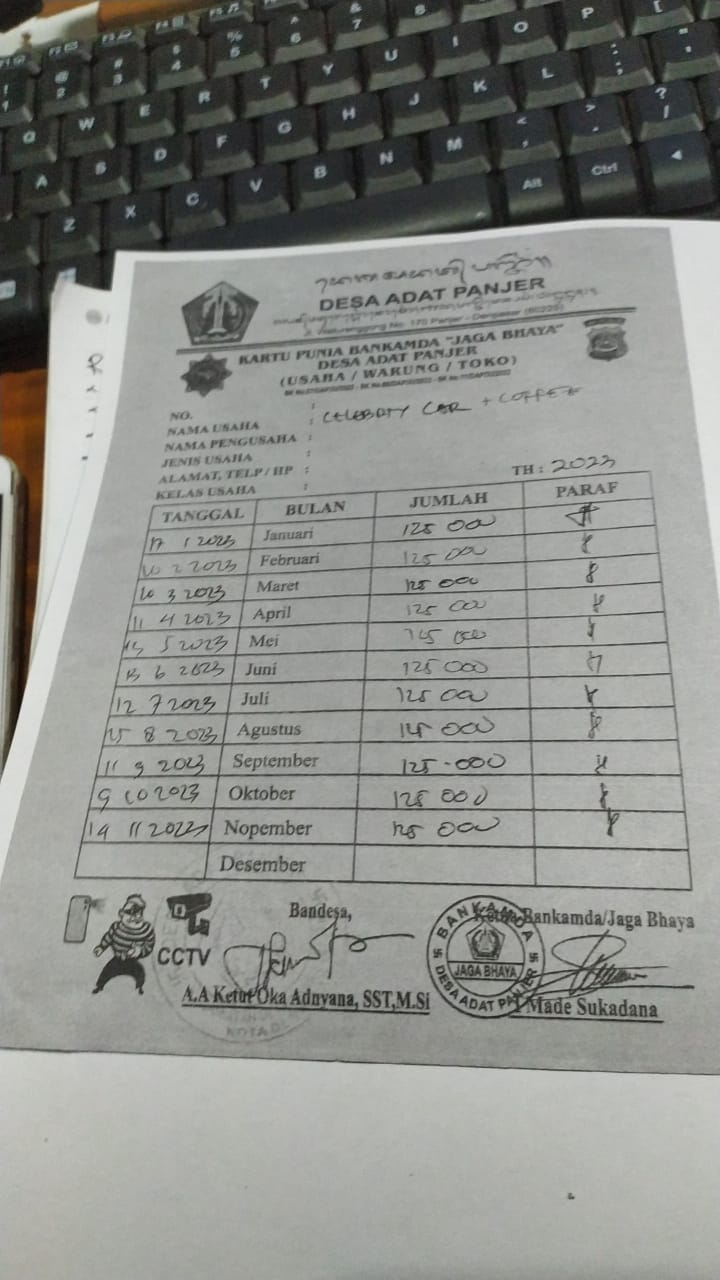 DESA ADAT PANJER
KARTU PUNIA BANKAMDA "JAGA BHAYA"
DESA ADAT PANJER
(USAHA / WARUNG / TOKO)
NO. :
NAMA USAHA : CELEBRTY CAR + COFFEE
NAMA PENGUSAHA :
JENIS USAHA :
ALAMAT, TELP / HP :
KELAS USAHA :
TH : 2023
TANGGAL BULAN JUMLAH PARAF
17 1 2023 Januari 125 000
10 2 2023 Februari 125 000
10 3 2023 Maret 125 000
11 4 2023 April 125 000
5 2023 Mei 125 000
13 6 2023 Juni 125 000
12 7 2023 Juli 125 000
25 8 2023 Agustus 125 000
11 9 2023 September 125-000
9 10 2023 Oktober 125 000
14 11 2023 Nopember 125 000
Desember
CCTV
Bandesa,
A.A Ketut Oka Adnyana, SST,M.Si
Ketua Bankamda/Jaga Bhaya
BANKAMDA
JAGA BHAYA
DESA ADAT PANJER
I Made Sukadana